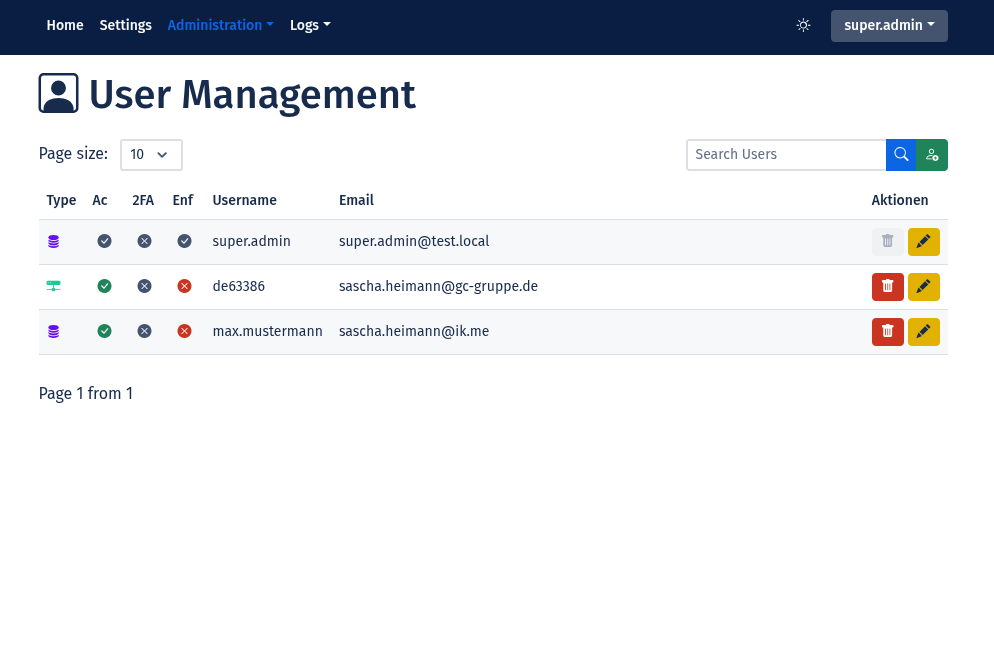 Home Settings Administration Logs super.admin
User Management
Page size: 10 Search Users
Type Ac 2FA Enf Username Email Aktionen
super.admin super.admin@test.local
de63386 sascha.heimann@gc-gruppe.de
max.mustermann sascha.heimann@ik.me
Page 1 from 1